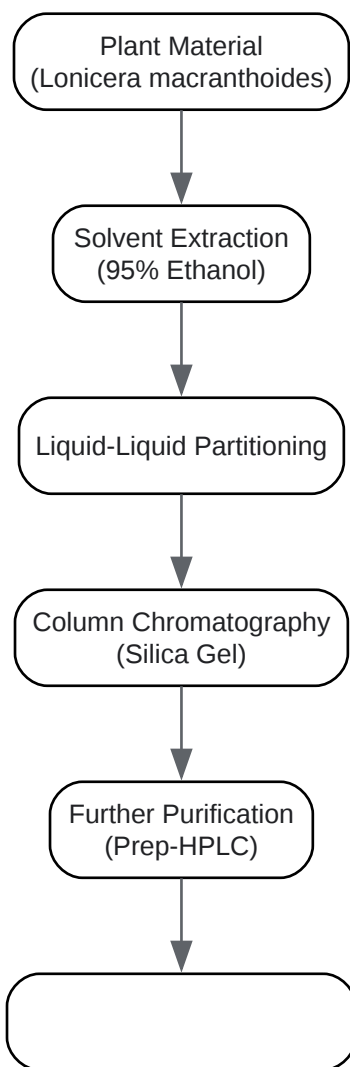 Plant Material
(Lonicera macranthoides)
Solvent Extraction
(95% Ethanol)
Liquid-Liquid Partitioning
Column Chromatography
(Silica Gel)
Further Purification
(Prep-HPLC)